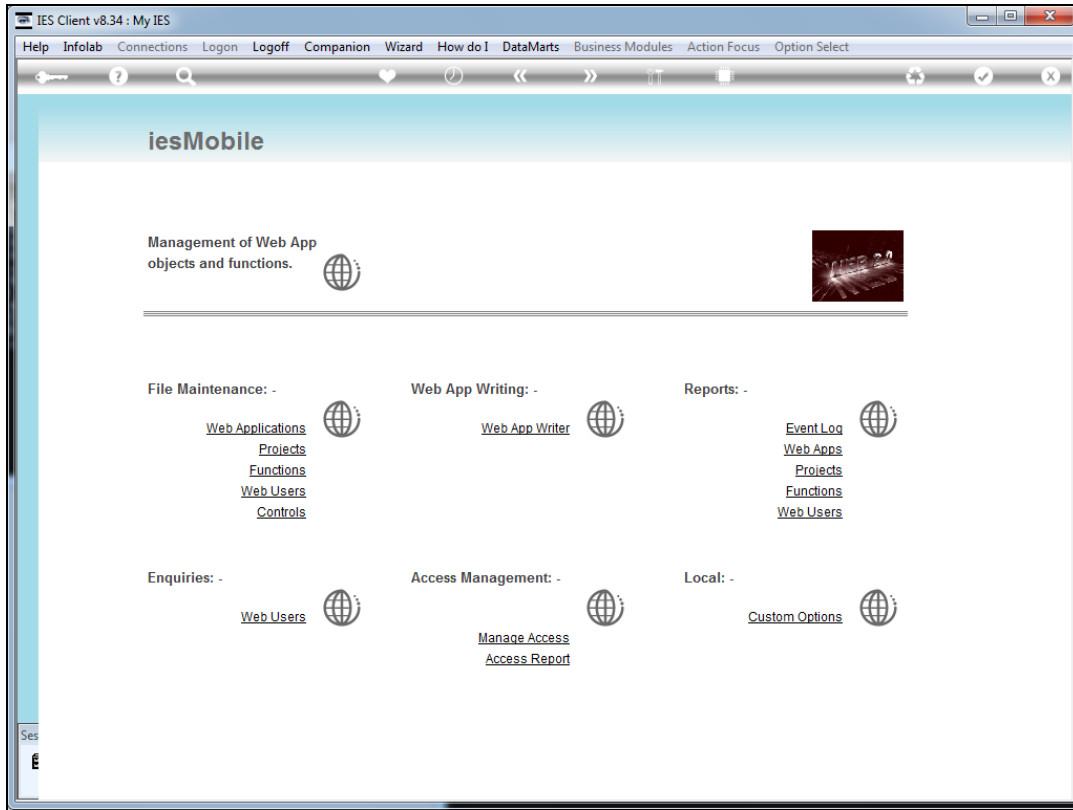 IES Client v8.34 : My IES
Help Infolab Connections Logon Logoff Companion Wizard How do I DataMarts Business Modules Action Focus Option Select
iesMobile
Management of Web App
objects and functions.
File Maintenance: -
Web Applications
Projects
Functions
Web Users
Controls
Web App Writing: -
Web App Writer
Reports: -
Event Log
Web Apps
Projects
Functions
Web Users
Enquiries: -
Web Users
Access Management: -
Manage Access
Access Report
Local: -
Custom Options
Ses